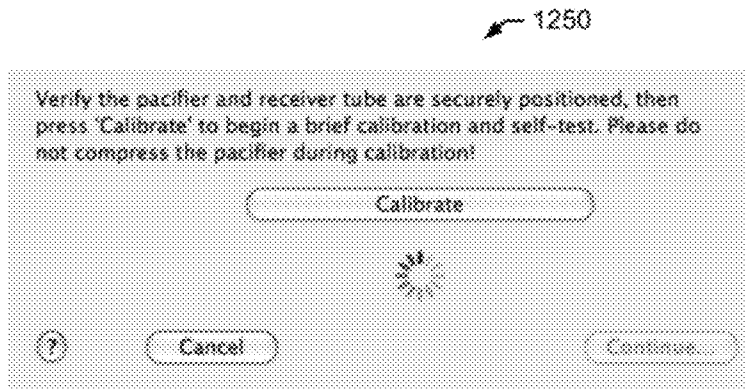 1250
Verify the pacifier and receiver tube are securely positioned, then
press 'Calibrate' to begin a brief calibration and self-test. Please do
not compress the pacifier during calibration!
Calibrate
? Cancel Continue...